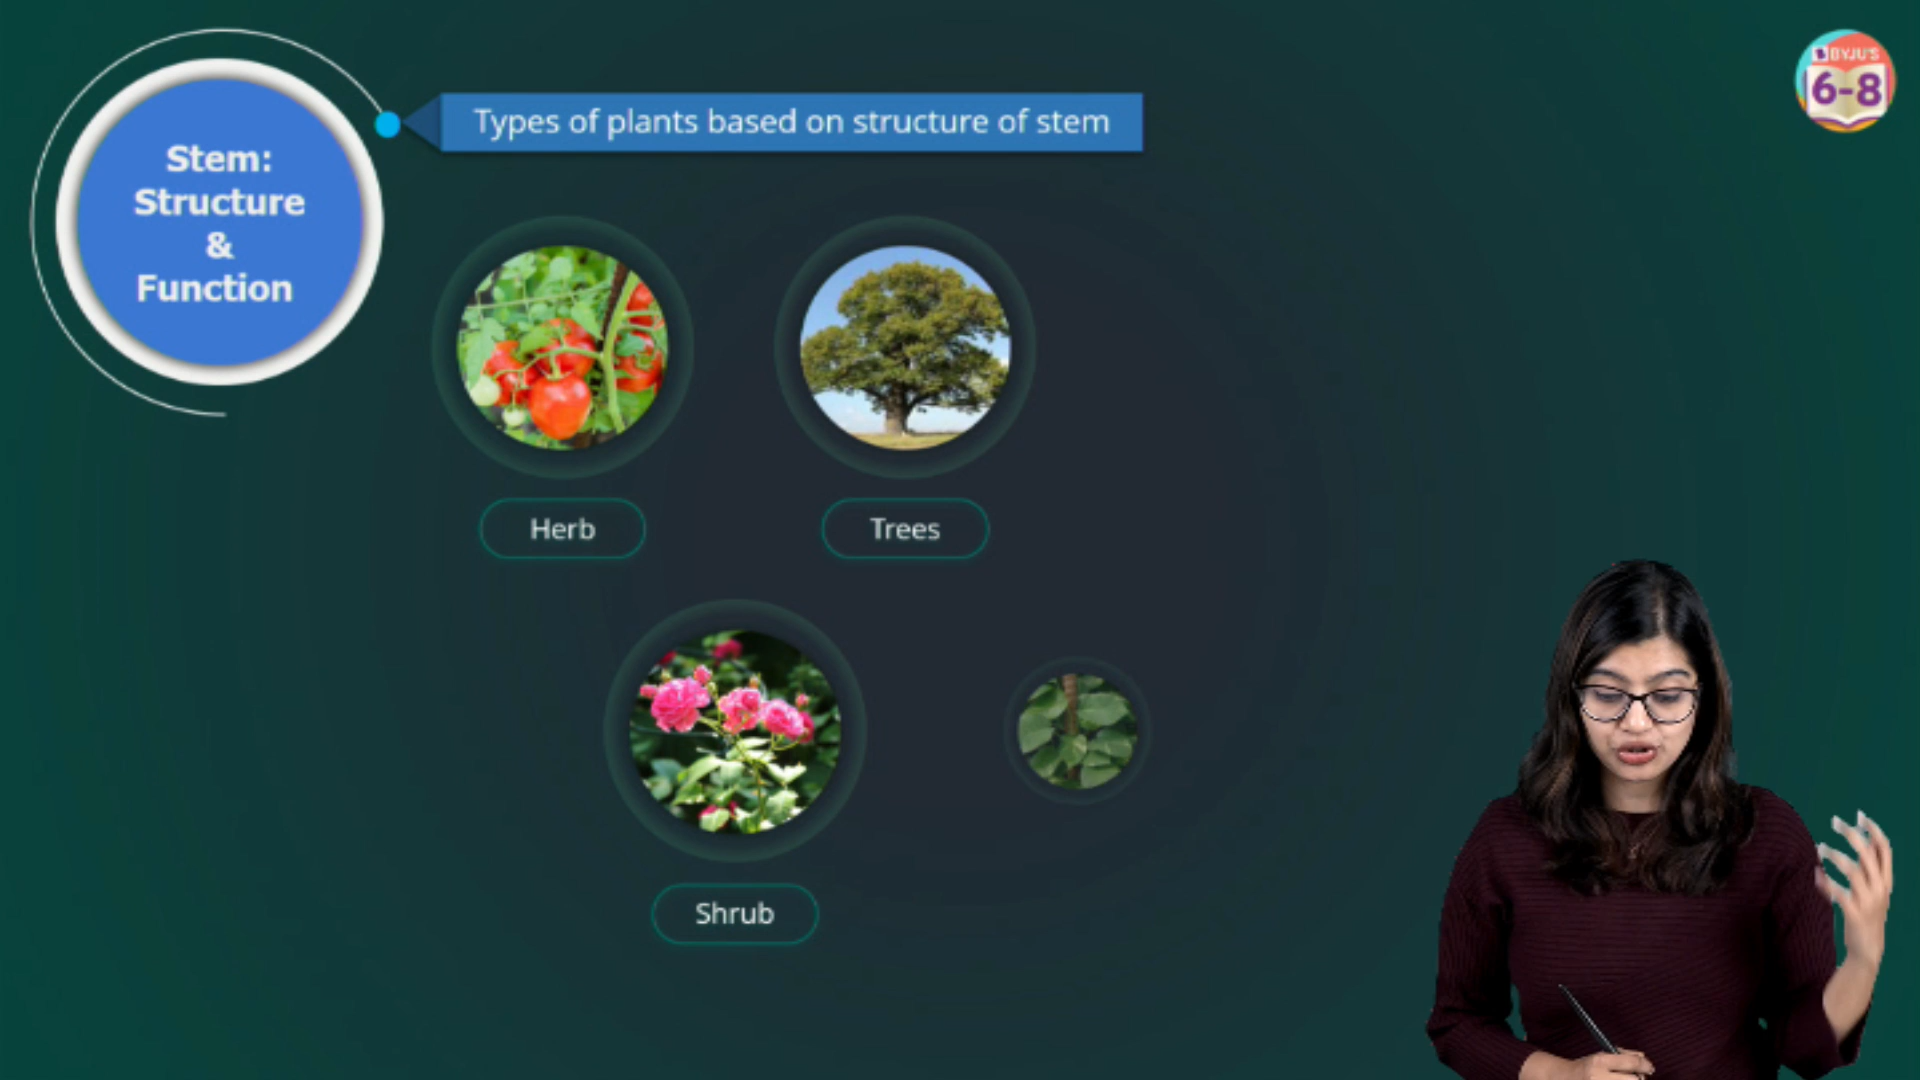 Stem:
Structure
&
Function
Types of plants based on structure of stem
BYJU'S
6-8
Herb
Trees
Shrub